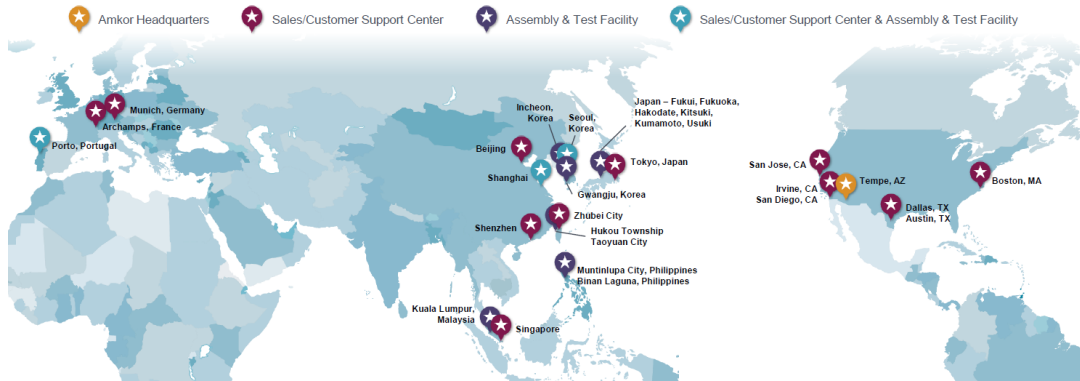 Amkor Headquarters
Sales/Customer Support Center
Assembly & Test Facility
Sales/Customer Support Center & Assembly & Test Facility
Munich, Germany
Archamps, France
Porto, Portugal
Incheon,
Korea
Seoul,
Korea
Japan – Fukui, Fukuoka,
Hakodate, Kitsuki,
Kumamoto, Usuki
Beijing
Tokyo, Japan
Shanghai
Gwangju, Korea
Zhubei City
Shenzhen
Hukou Township
Taoyuan City
Muntinlupa City, Philippines
Binan Laguna, Philippines
Kuala Lumpur,
Malaysia
Singapore
San Jose, CA
Tempe, AZ
Irvine, CA
San Diego, CA
Boston, MA
Dallas, TX
Austin, TX